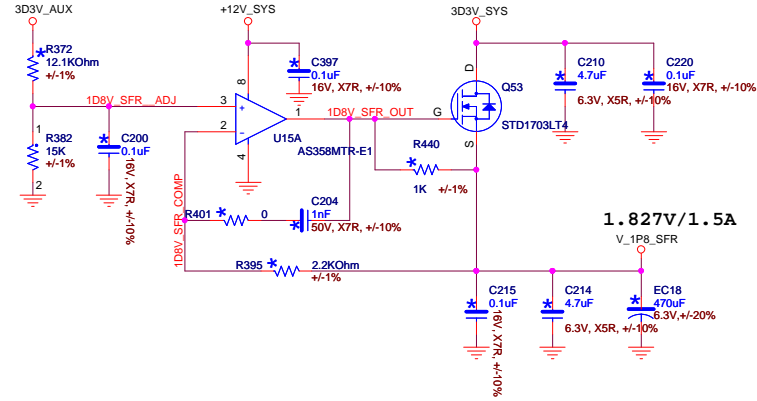 3D3V_AUX
+12V_SYS
3D3V_SYS
R372
12.1KOhm
+/-1%
C397
0.1uF
16V, X7R, +/-10%
C210
4.7uF
6.3V, X5R, +/-10%
C220
0.1uF
16V, X7R, +/-10%
D
Q53
8
1D8V_SFR__ADJ
3
+
1
1D8V_SFR_OUT
G
2
-
U15A
AS358MTR-E1
STD1703LT4
S
4
1
R382
15K
+/-1%
2
C200
0.1uF
16V, X7R, +/-10%
R440
1K
+/-1%
1D8V_SFR_COMP
R401
0
C204
1nF
50V, X7R, +/-10%
1.827V/1.5A
V_1P8_SFR
R395
2.2KOhm
+/-1%
C215
0.1uF
16V, X7R, +/-10%
C214
4.7uF
6.3V, X5R, +/-10%
EC18
470uF
6.3V,+/-20%